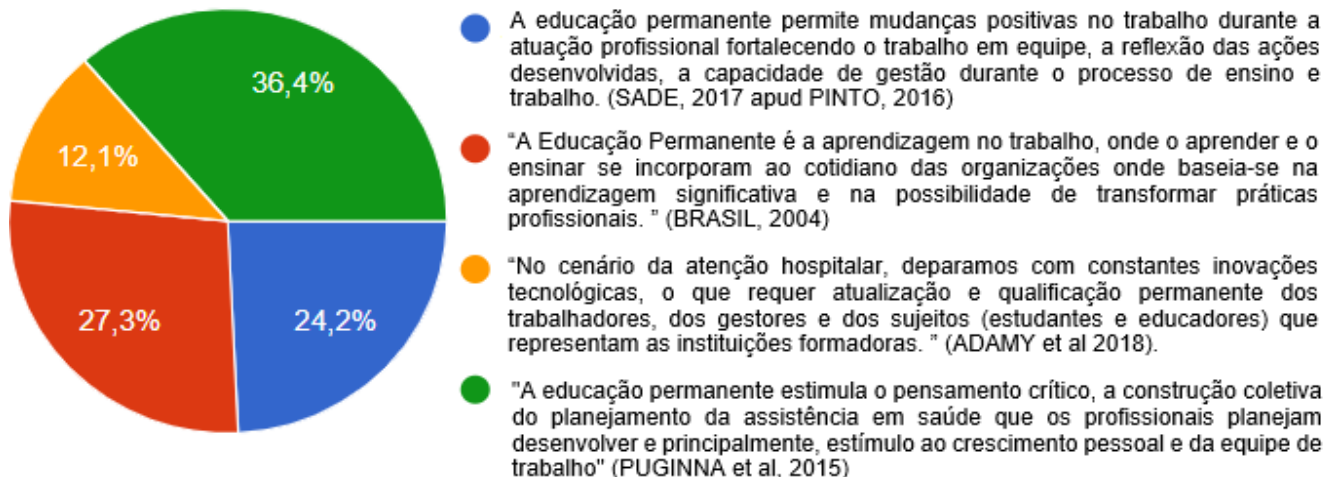 36,4%
12,1%
27,3%
24,2%
A educação permanente permite mudanças positivas no trabalho durante a
atuação profissional fortalecendo o trabalho em equipe, a reflexão das ações
desenvolvidas, a capacidade de gestão durante o processo de ensino e
trabalho. (SADE, 2017 apud PINTO, 2016)
“A Educação Permanente é a aprendizagem no trabalho, onde o aprender e o
ensinar se incorporam ao cotidiano das organizações onde baseia-se na
aprendizagem significativa e na possibilidade de transformar práticas
profissionais. ” (BRASIL, 2004)
“No cenário da atenção hospitalar, deparamos com constantes inovações
tecnológicas, o que requer atualização e qualificação permanente dos
trabalhadores, dos gestores e dos sujeitos (estudantes e educadores) que
representam as instituições formadoras. ” (ADAMY et al 2018).
"A educação permanente estimula o pensamento crítico, a construção coletiva
do planejamento da assistência em saúde que os profissionais planejam
desenvolver e principalmente, estímulo ao crescimento pessoal e da equipe de
trabalho" (PUGINNA et al, 2015)